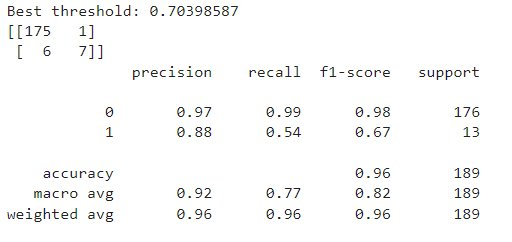 Best threshold: 0.70398587
[[175   1]
 [  6   7]]
              precision    recall  f1-score   support

           0       0.97      0.99      0.98       176
           1       0.88      0.54      0.67        13

    accuracy                           0.96       189
   macro avg       0.92      0.77      0.82       189
weighted avg       0.96      0.96      0.96       189